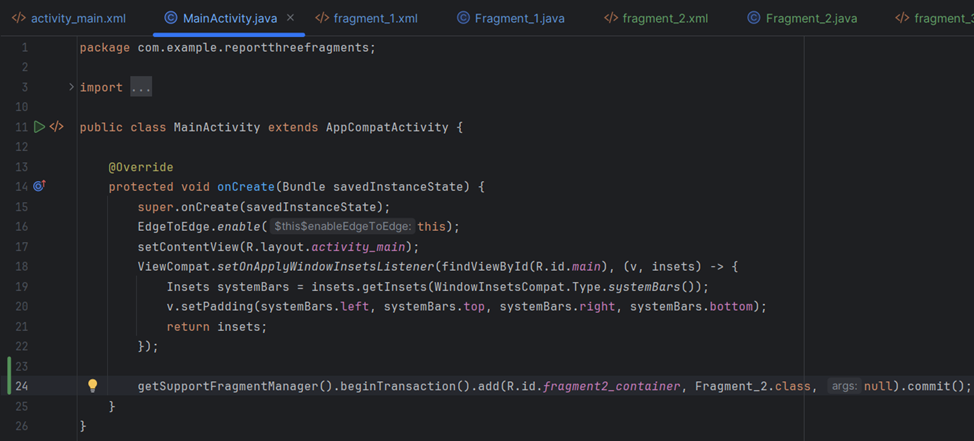 activity_main.xml MainActivity.java fragment_1.xml Fragment_1.java fragment_2.xml Fragment_2.java fragment_3
1 package com.example.reportthreefragments;
2
3 import ...
10
11 public class MainActivity extends AppCompatActivity {
12
13 @Override
14 protected void onCreate(Bundle savedInstanceState) {
15 super.onCreate(savedInstanceState);
16 EdgeToEdge.enable( $this$enableEdgeToEdge: this);
17 setContentView(R.layout.activity_main);
18 ViewCompat.setOnApplyWindowInsetsListener(findViewById(R.id.main), (v, insets) -> {
19 Insets systemBars = insets.getInsets(WindowInsetsCompat.Type.systemBars());
20 v.setPadding(systemBars.left, systemBars.top, systemBars.right, systemBars.bottom);
21 return insets;
22 });
23
24 getSupportFragmentManager().beginTransaction().add(R.id.fragment2_container, Fragment_2.class, args: null).commit();
25 }
26 }